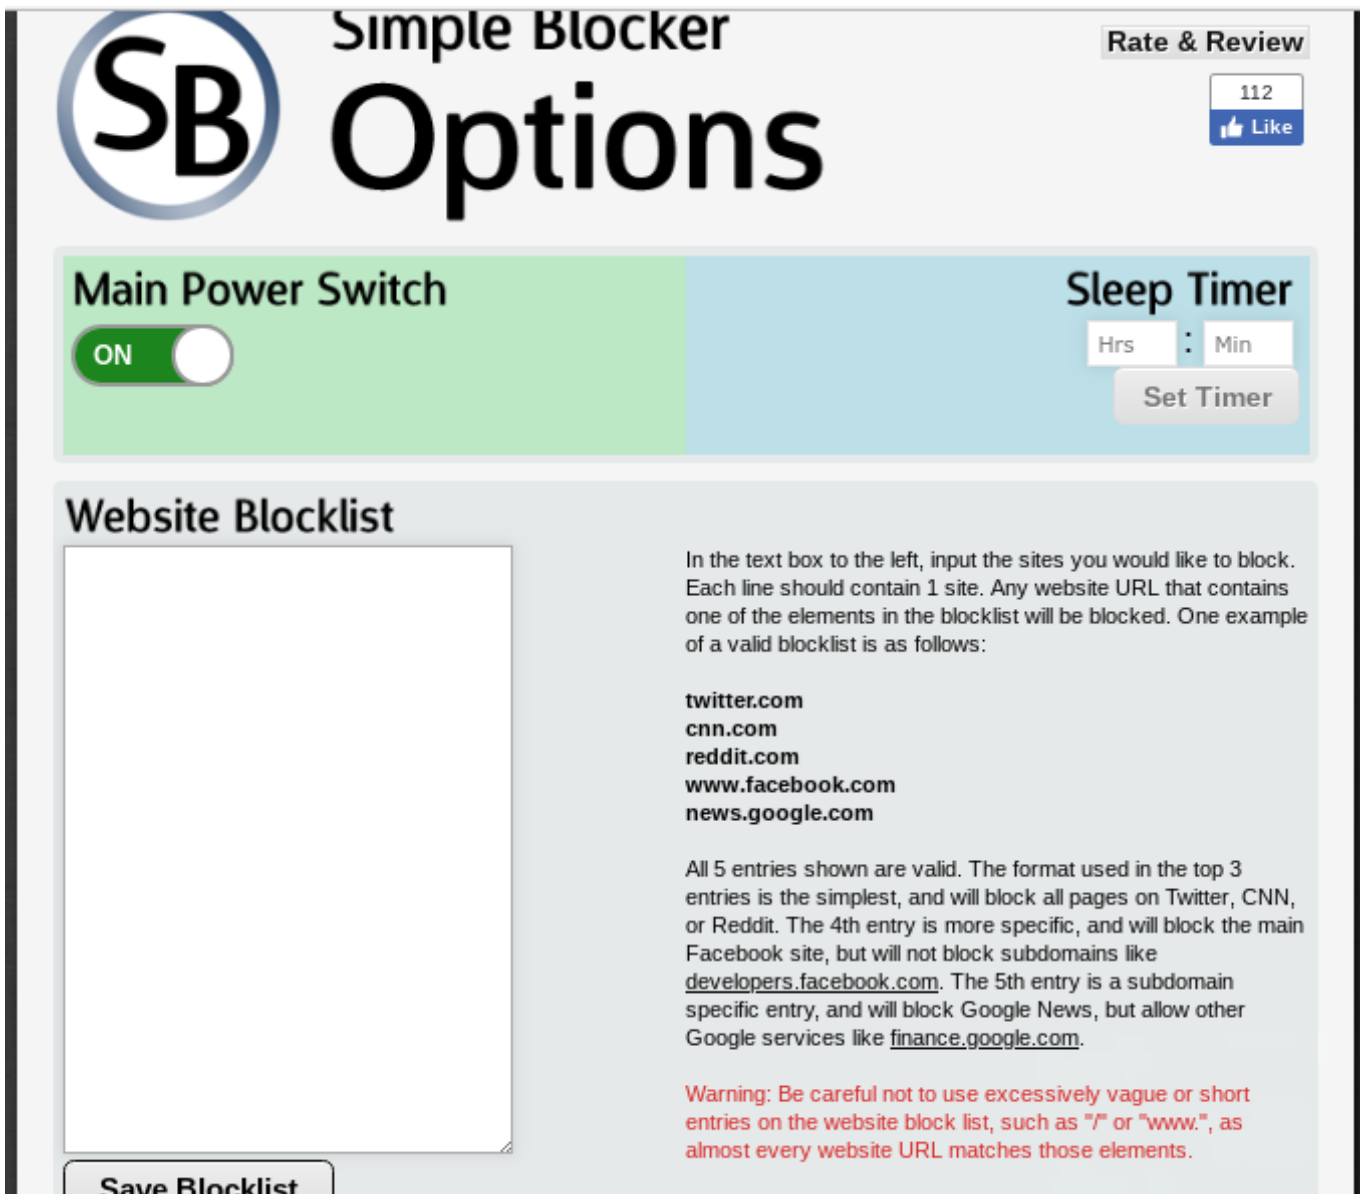 SB
Simple Blocker
Options
Rate & Review
112
Like
Main Power Switch
ON
Sleep Timer
Hrs : Min
Set Timer
Website Blocklist
In the text box to the left, input the sites you would like to block.
Each line should contain 1 site. Any website URL that contains
one of the elements in the blocklist will be blocked. One example
of a valid blocklist is as follows:
twitter.com
cnn.com
reddit.com
www.facebook.com
news.google.com
All 5 entries shown are valid. The format used in the top 3
entries is the simplest, and will block all pages on Twitter, CNN,
or Reddit. The 4th entry is more specific, and will block the main
Facebook site, but will not block subdomains like
developers.facebook.com. The 5th entry is a subdomain
specific entry, and will block Google News, but allow other
Google services like finance.google.com.
Warning: Be careful not to use excessively vague or short
entries on the website block list, such as "/" or "www.", as
almost every website URL matches those elements.
Save Blocklist